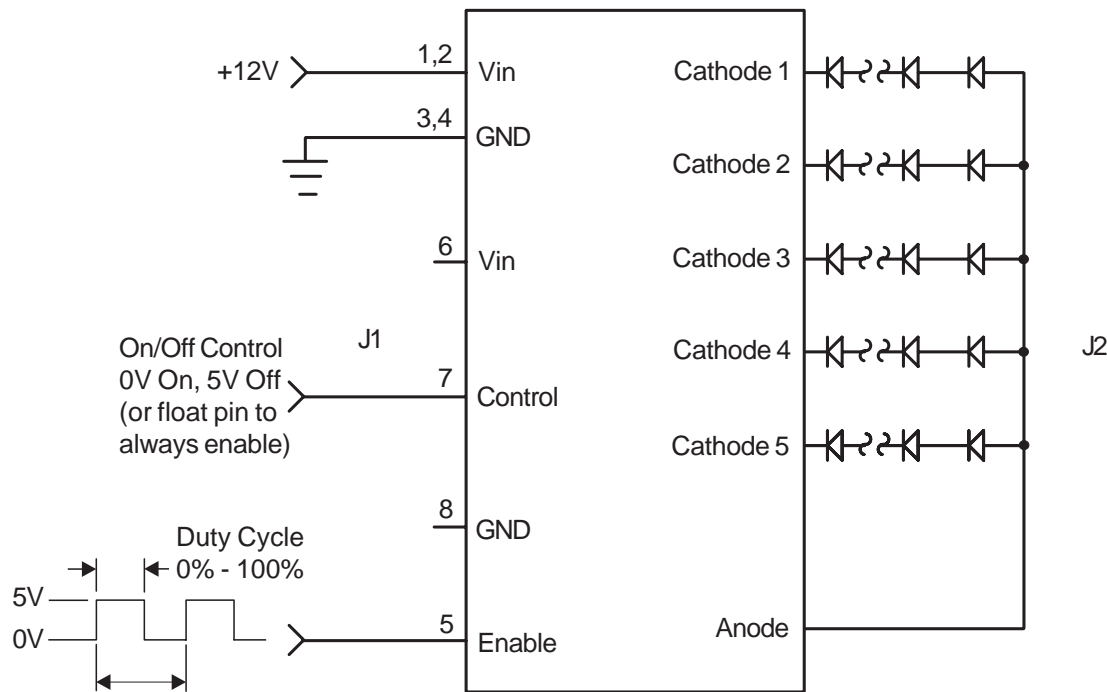 +12V
1,2
Vin
3,4
GND
6
Vin
J1
On/Off Control
0V On, 5V Off
(or float pin to
always enable)
7
Control
8
GND
Duty Cycle
0% - 100%
5V
0V
5
Enable
Cathode 1
Cathode 2
Cathode 3
Cathode 4
Cathode 5
Anode
J2